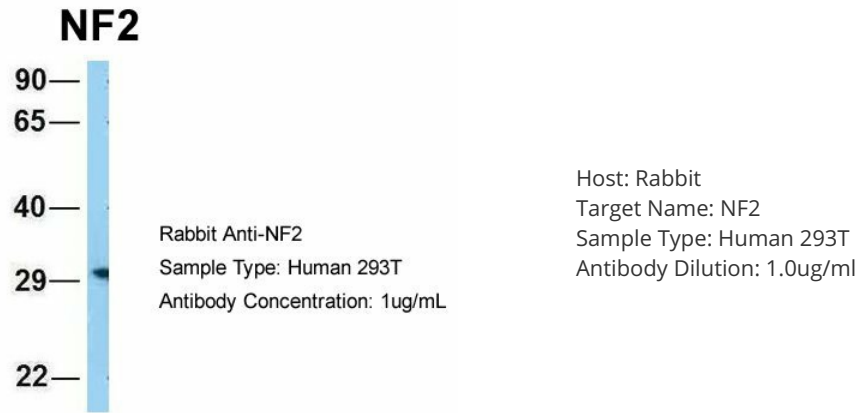 NF2
90
65
40
29
22
Rabbit Anti-NF2
Sample Type: Human 293T
Antibody Concentration: 1ug/mL
Host: Rabbit
Target Name: NF2
Sample Type: Human 293T
Antibody Dilution: 1.0ug/ml